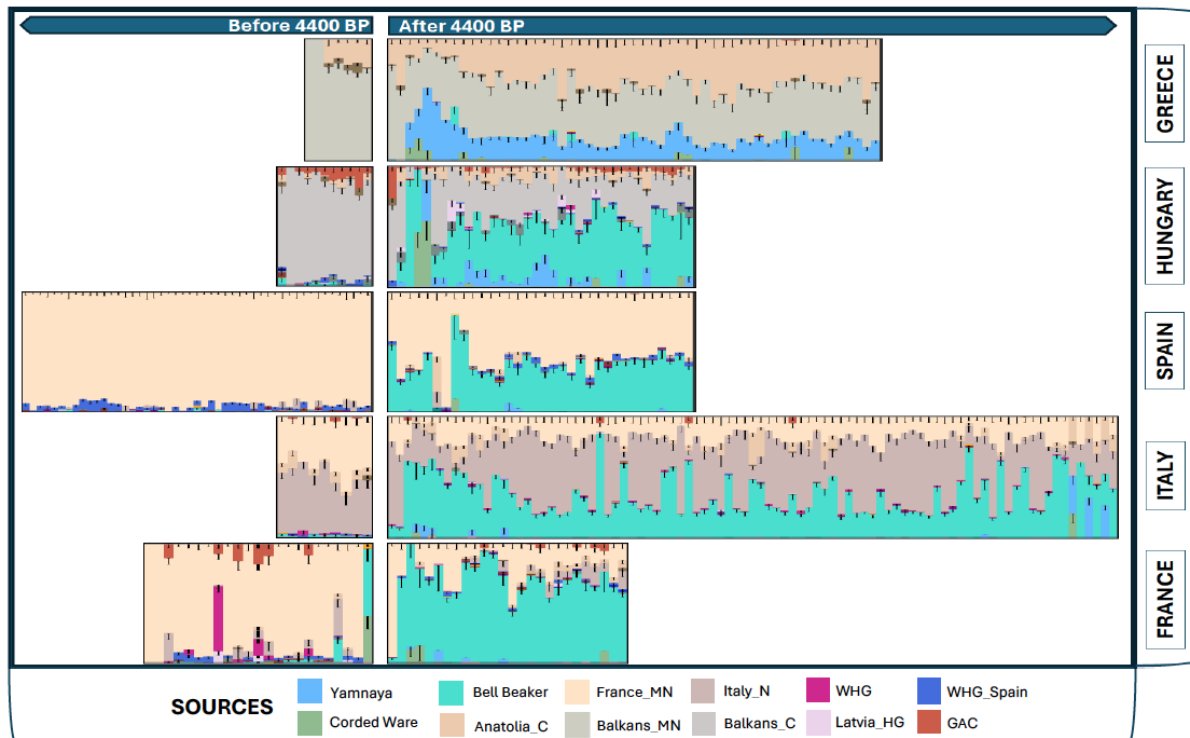 Before 4400 BP
After 4400 BP
GREECE
HUNGARY
SPAIN
ITALY
FRANCE
SOURCES
Yamnaya
Bell Beaker
France_MN
Italy_N
WHG
WHG_Spain
Corded Ware
Anatolia_C
Balkans_MN
Balkans_C
Latvia_HG
GAC